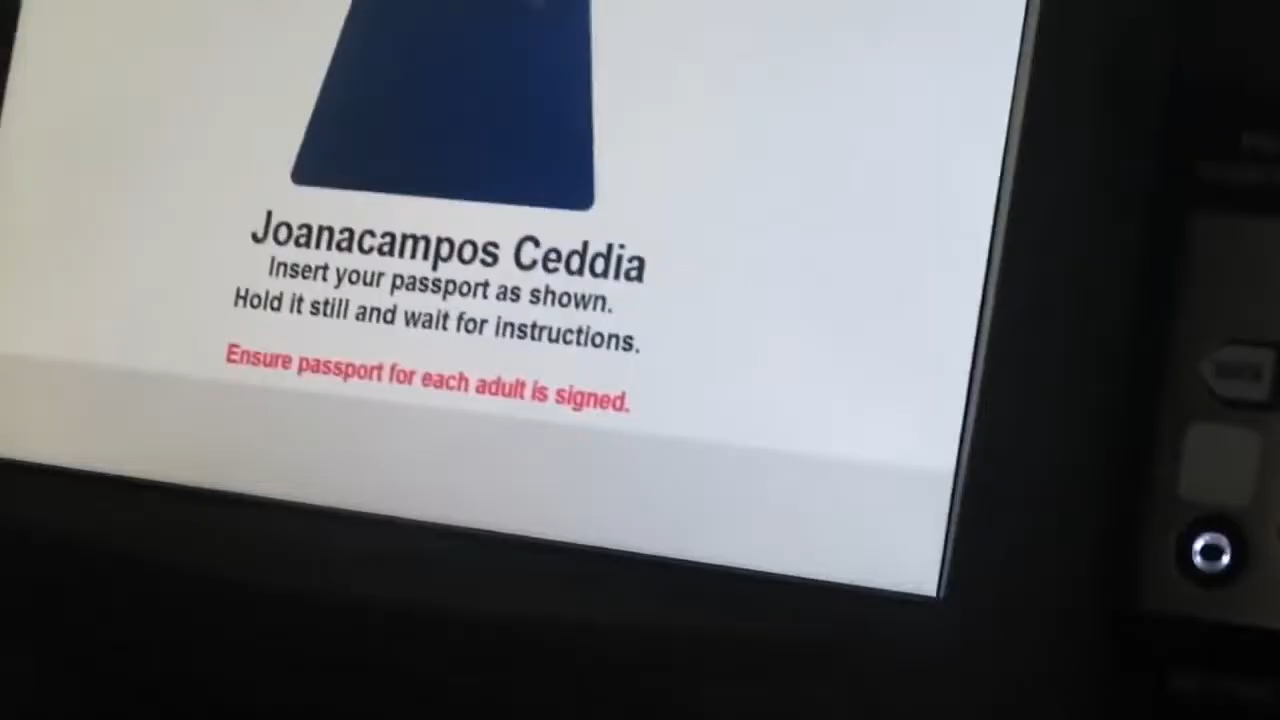 Joanacampos Ceddia
Insert your passport as shown.
Hold it still and wait for instructions.
Ensure passport for each adult is signed.